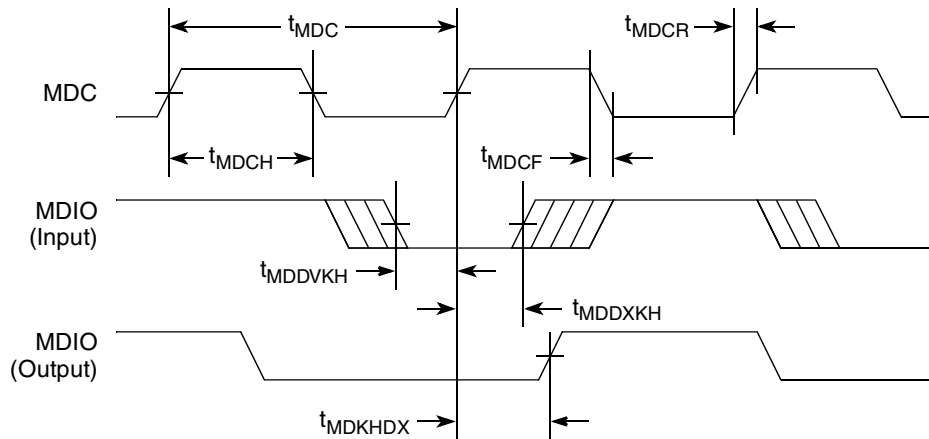 tMDC
tMDCR
MDC
tMDCH
tMDCF
MDIO
(Input)
tMDDVKH
tMDDXKH
MDIO
(Output)
tMDKHDX